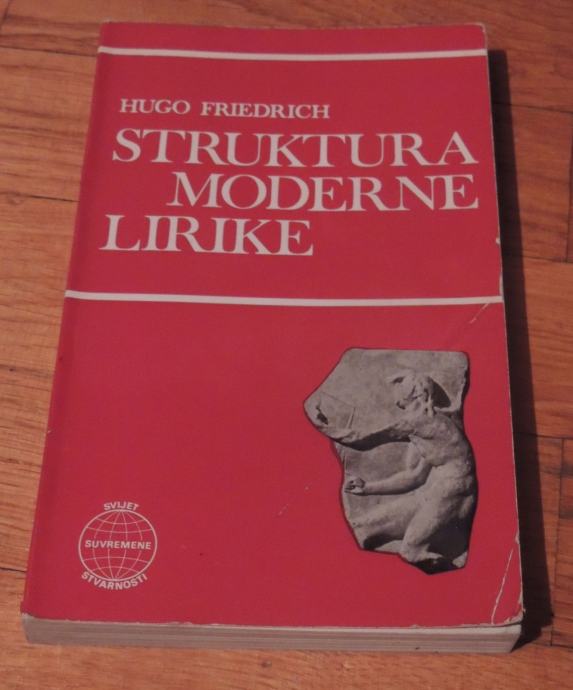 HUGO FRIEDRICH
STRUKTURA
MODERNE
LIRIKE
SVIJET
SUVREMENE
STVARNOSTI